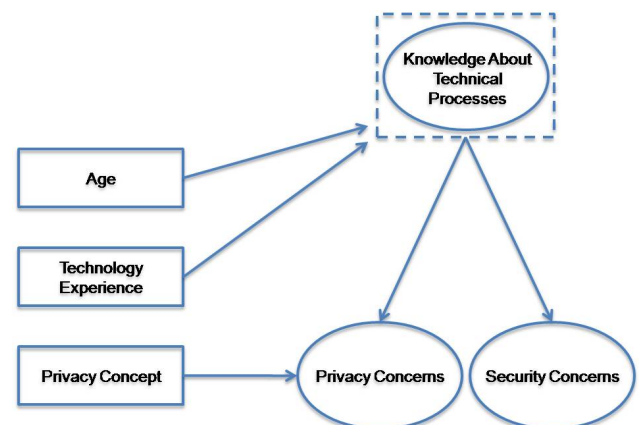 Knowledge About
Technical
Processes
Age
Technology
Experience
Privacy Concept
Privacy Concerns
Security Concerns